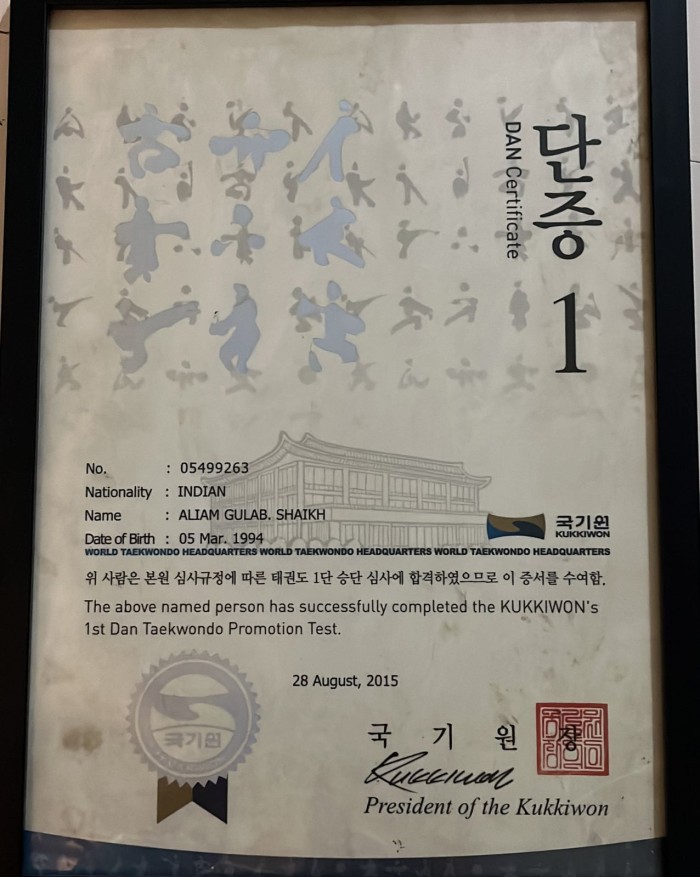 단증
DAN Certificate
1
No. : 05499263
Nationality : INDIAN
Name : ALIAM GULAB. SHAIKH
Date of Birth : 05 Mar. 1994
국기원
KUKKIWON
WORLD TAEKWONDO HEADQUARTERS WORLD TAEKWONDO HEADQUARTERS WORLD TAEKWONDO HEADQUARTERS
위 사람은 본원 심사규정에 따른 태권도 1단 승단 심사에 합격하였으므로 이 증서를 수여함.
The above named person has successfully completed the KUKKIWON's
1st Dan Taekwondo Promotion Test.
28 August, 2015
국기원
국 기 원 장
Kukkiwon
President of the Kukkiwon